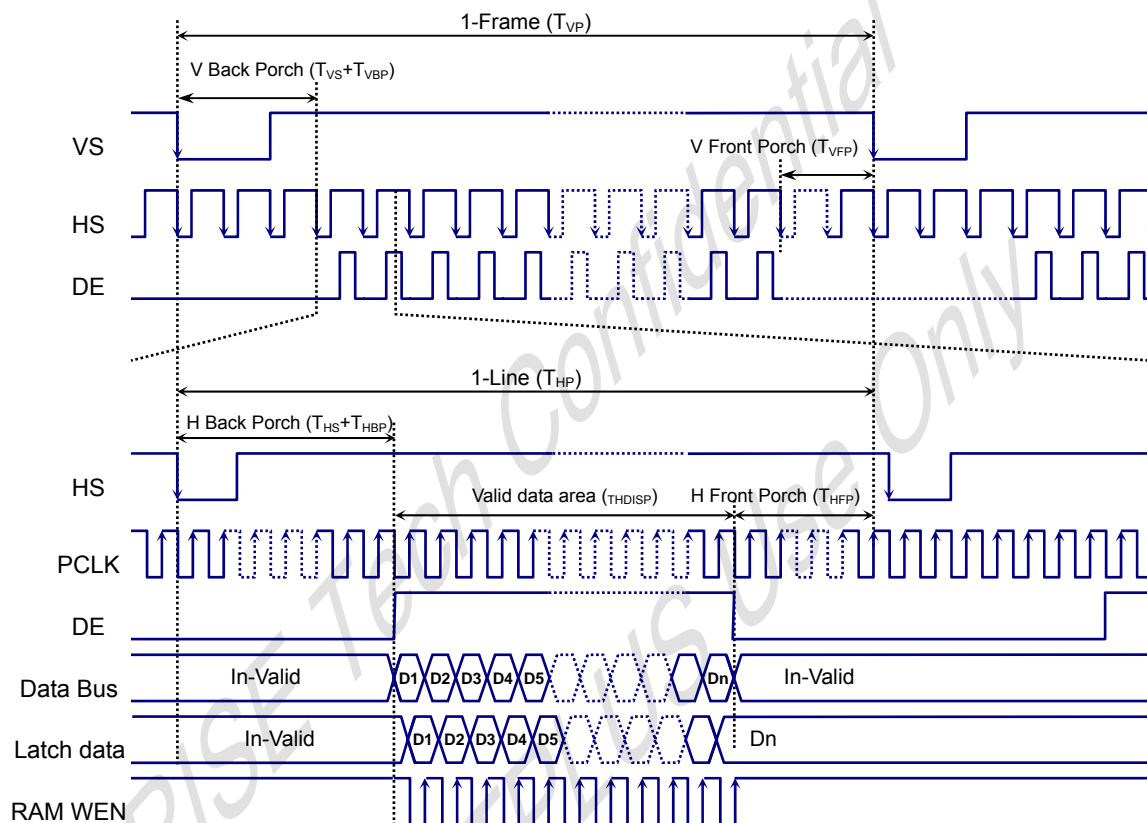 1-Frame (TVP)
V Back Porch (TVS+TVBP)
VS
V Front Porch (TVFP)
HS
DE
1-Line (THP)
H Back Porch (THS+THBP)
HS
Valid data area (THDISP)
H Front Porch (THFP)
PCLK
DE
In-Valid
D1 D2 D3 D4 D5
Dn
In-Valid
Data Bus
In-Valid
D1 D2 D3 D4 D5
Dn
Latch data
RAM WEN
RISE Tech Confidential
PLUS Use Only